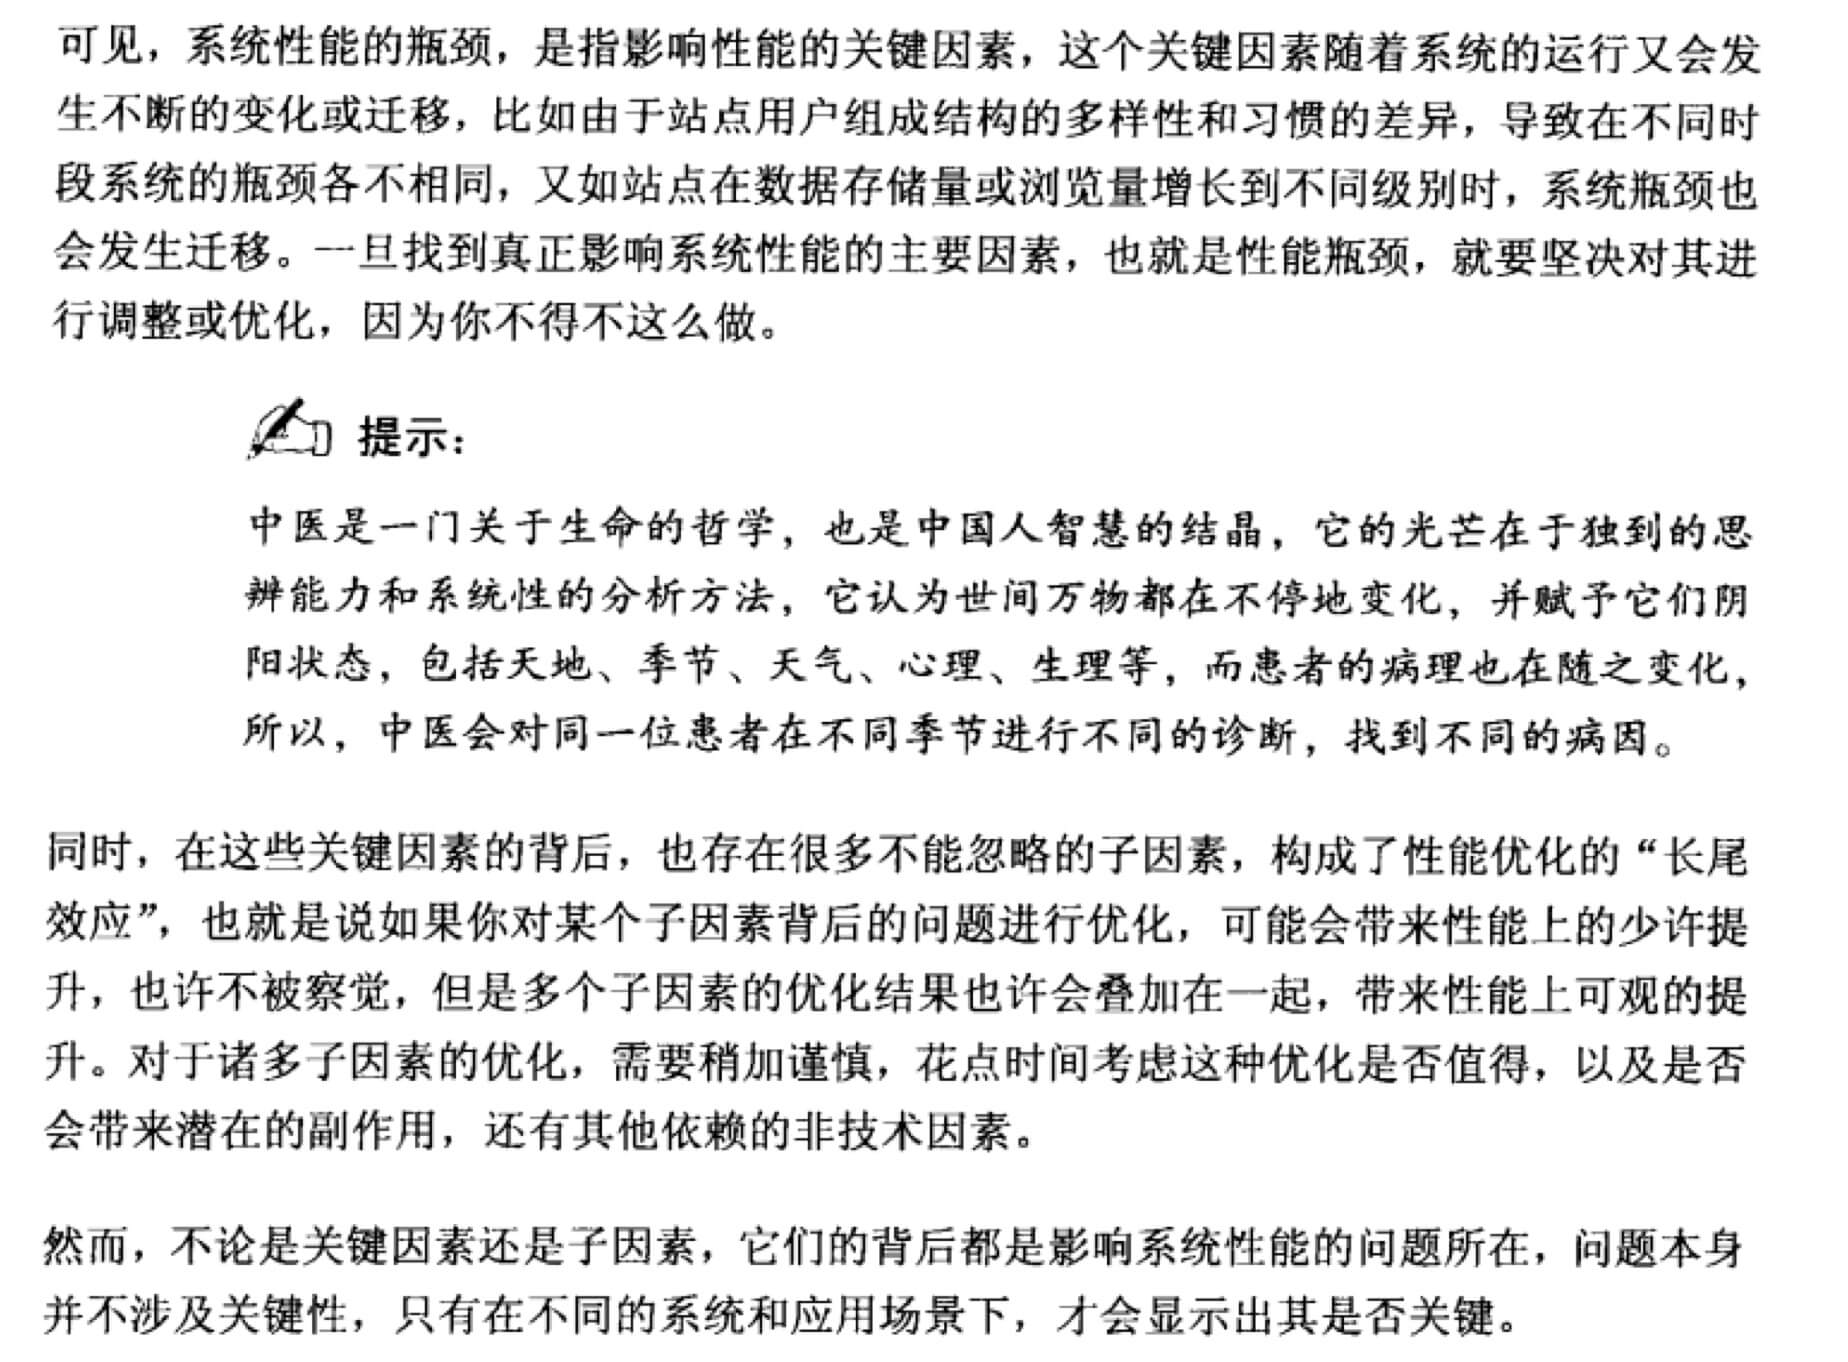 可见，系统性能的瓶颈，是指影响性能的关键因素，这个关键因素随着系统的运行又会发
生不断的变化或迁移，比如由于站点用户组成结构的多样性和习惯的差异，导致在不同时
段系统的瓶颈各不相同，又如站点在数据存储量或浏览量增长到不同级别时，系统瓶颈也
会发生迁移。一旦找到真正影响系统性能的主要因素，也就是性能瓶颈，就要坚决对其进
行调整或优化，因为你不得不这么做。
提示：
中医是一门关于生命的哲学，也是中国人智慧的结晶，它的光芒在于独到的思
辨能力和系统性的分析方法，它认为世间万物都在不停地变化，并赋予它们阴
阳状态，包括天地、季节、天气、心理、生理等，而患者的病理也在随之变化，
所以，中医会对同一位患者在不同季节进行不同的诊断，找到不同的病因。
同时，在这些关键因素的背后，也存在很多不能忽略的子因素，构成了性能优化的“长尾
效应”，也就是说如果你对某个子因素背后的问题进行优化，可能会带来性能上的少许提
升，也许不被察觉，但是多个子因素的优化结果也许会叠加在一起，带来性能上可观的提
升。对于诸多子因素的优化，需要稍加谨慎，花点时间考虑这种优化是否值得，以及是否
会带来潜在的副作用，还有其他依赖的非技术因素。
然而，不论是关键因素还是子因素，它们的背后都是影响系统性能的问题所在，问题本身
并不涉及关键性，只有在不同的系统和应用场景下，才会显示出其是否关键。